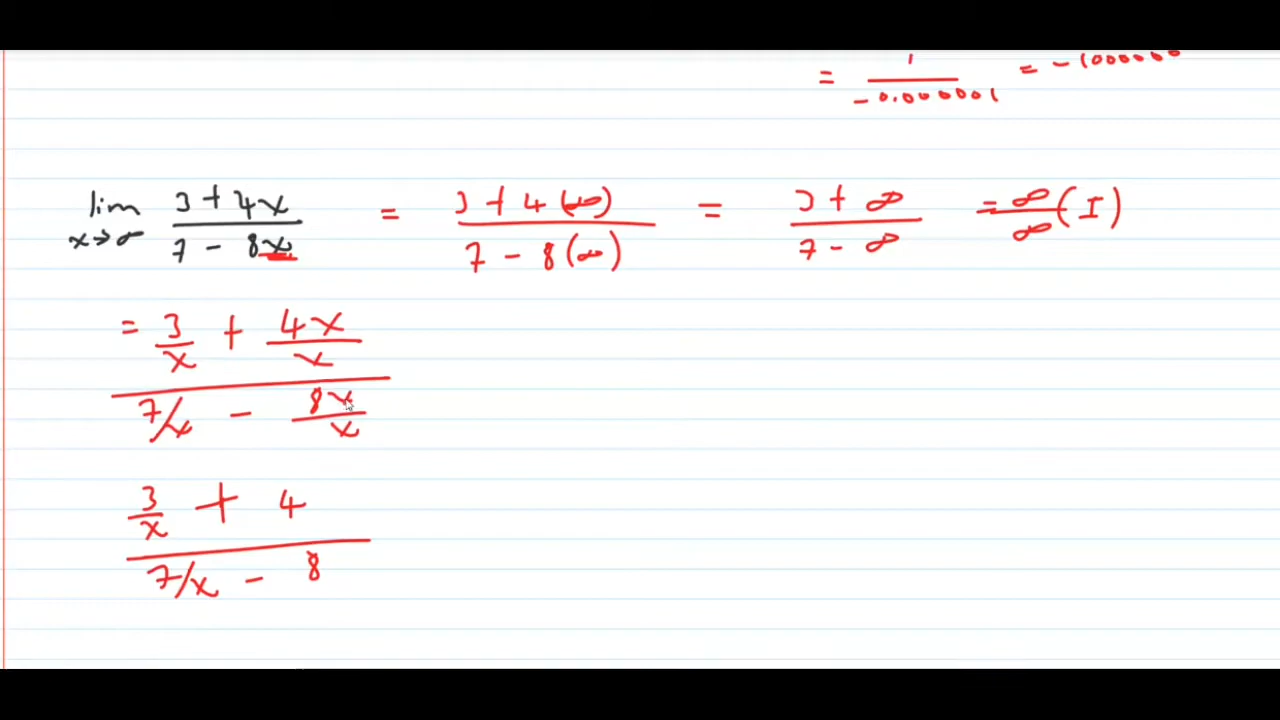 = 1/-0.000001 = -1000000
lim x→∞ (3 + 4x)/(7 - 8x) = (3 + 4(∞))/(7 - 8(∞)) = (3 + ∞)/(7 - ∞) = ∞/∞ (I)
= (3/x + 4x/x)/(7/x - 8x/x)
(3/x + 4)/(7/x - 8)